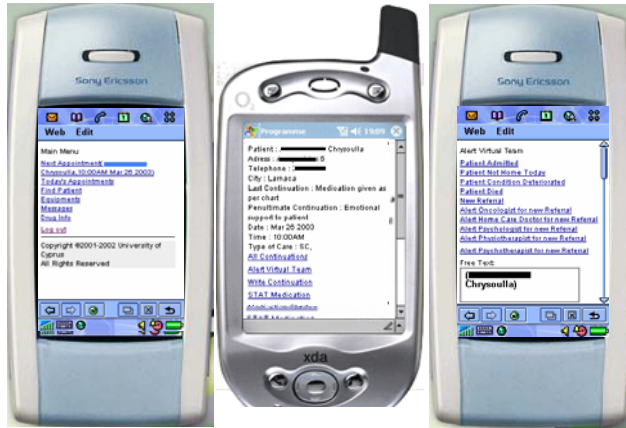 Sony Ericsson
Web Edit
Main Menu
Next Appointment(
Chrysoulla,10:00AM Mar 26 2003)
Today's Appointments
Find Patient
Equipments
Messages
Drug Info
Log out
Copyright ©2001-2002 University of
Cyprus
All Rights Reserved
O2
Programme 19:09
Patient : Chrysoulla
Adress : 6
Telephone :
City : Larnaca
Last Continuation : Medication given as
per chart
Penultimate Continuation : Emotional
support to patient
Date : Mar 26 2003
Time : 10:00AM
Type of Care : SC,
All Continuations
Alert Virtual Team
Write Continuation
STAT Medication
xda
Sony Ericsson
Web Edit
Alert Virtual Team
Patient Admitted
Patient Not Home Today
Patient Condition Deteriorated
Patient Died
New Referral
Alert Oncologist for new Referral
Alert Home Care Doctor for new Referral
Alert Psychologist for new Referral
Alert Physiotherapist for new Referral
Alert Psychotherapist for new Referral
Free Text:
(
Chrysoulla)